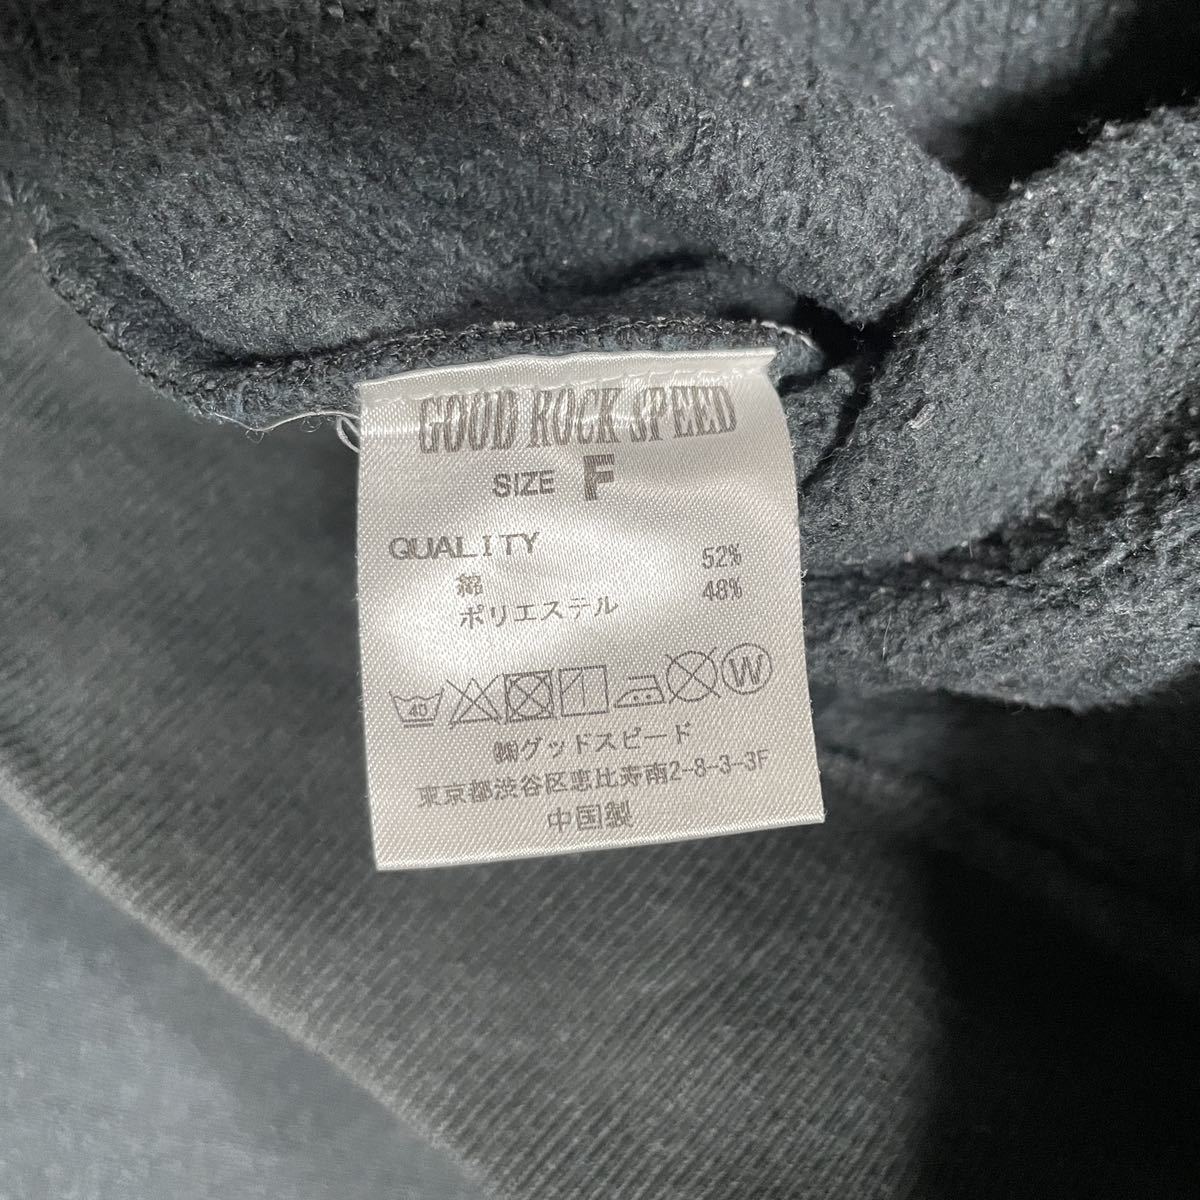 GOOD ROCK SPEED
SIZE F
QUALITY
綿 52%
ポリエステル 48%
40 W
㈱グッドスピード
東京都渋谷区恵比寿南2-8-3-3F
中国製